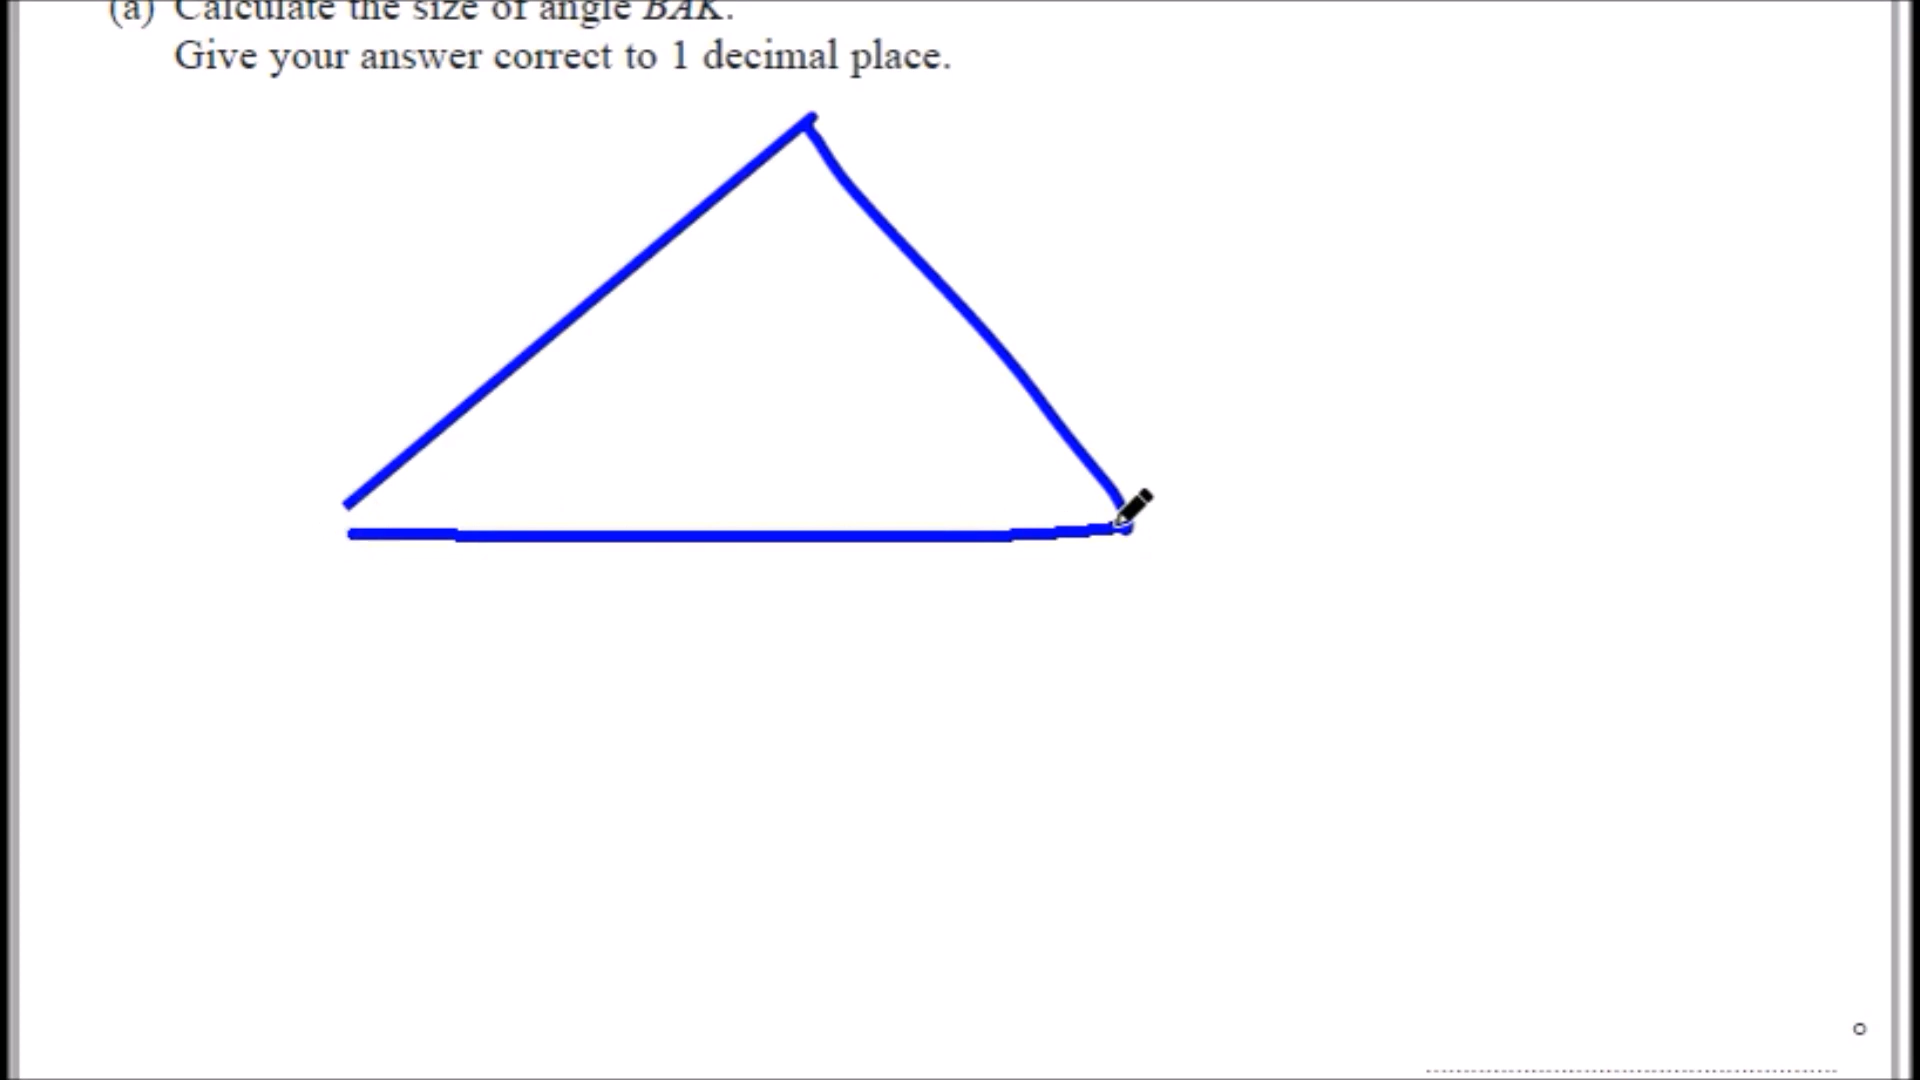 (a) Calculate the size of angle BAK.
Give your answer correct to 1 decimal place.
°